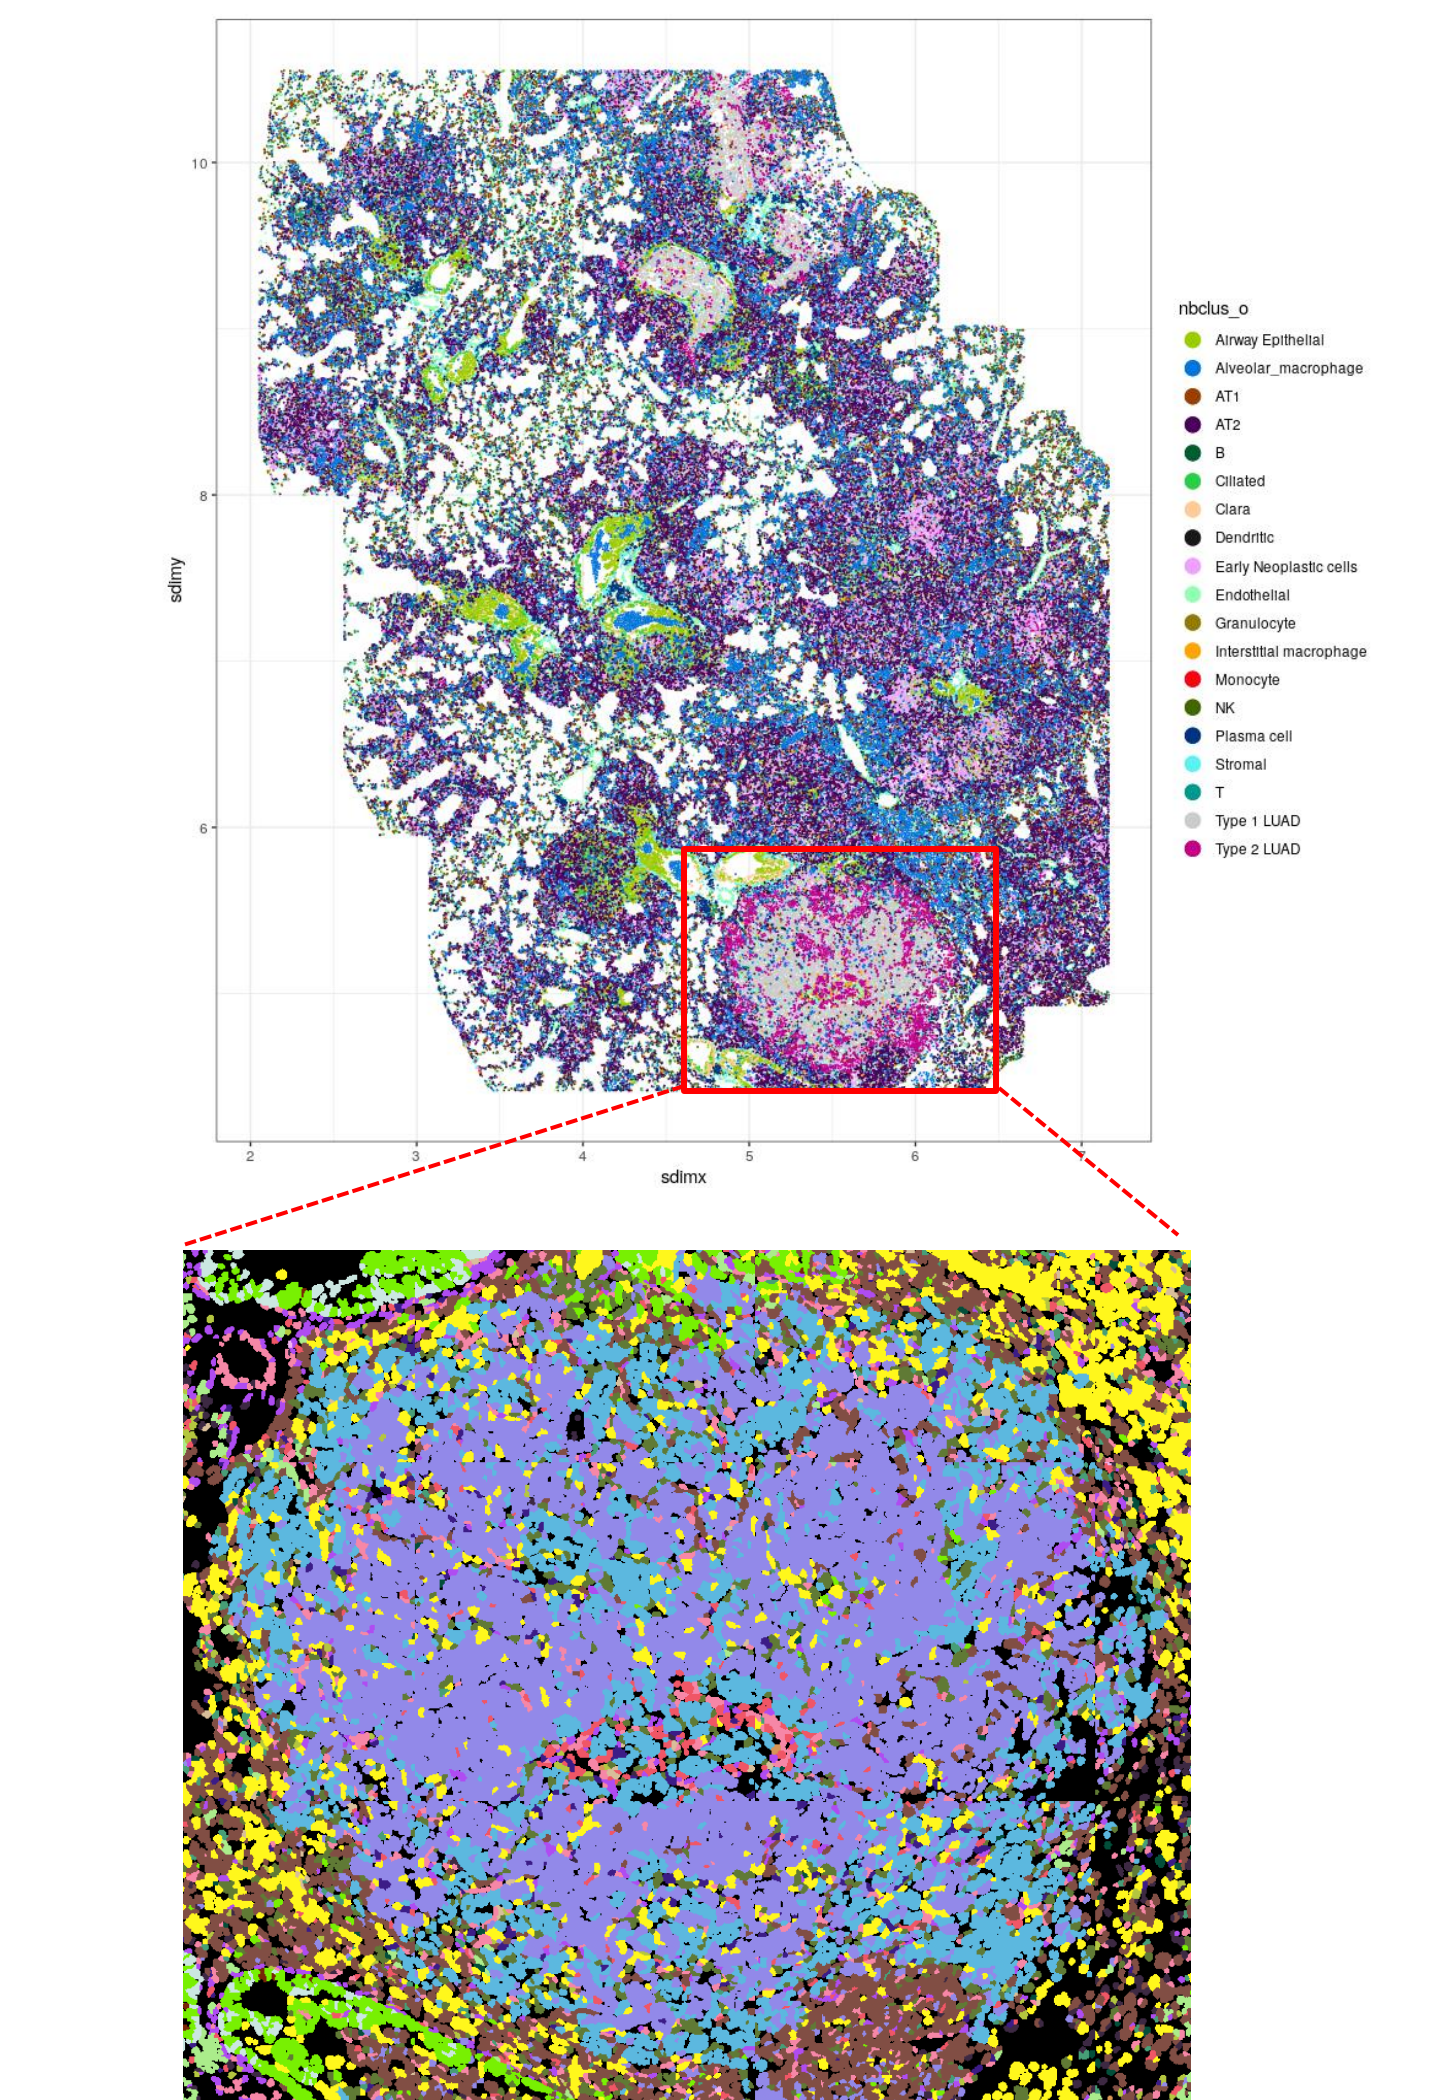 10
8
6
sdimy
2 3 4 5 6 7
sdimx
nbclus_o
Airway Epithelial
Alveolar_macrophage
AT1
AT2
B
Ciliated
Clara
Dendritic
Early Neoplastic cells
Endothelial
Granulocyte
Interstitial macrophage
Monocyte
NK
Plasma cell
Stromal
T
Type 1 LUAD
Type 2 LUAD